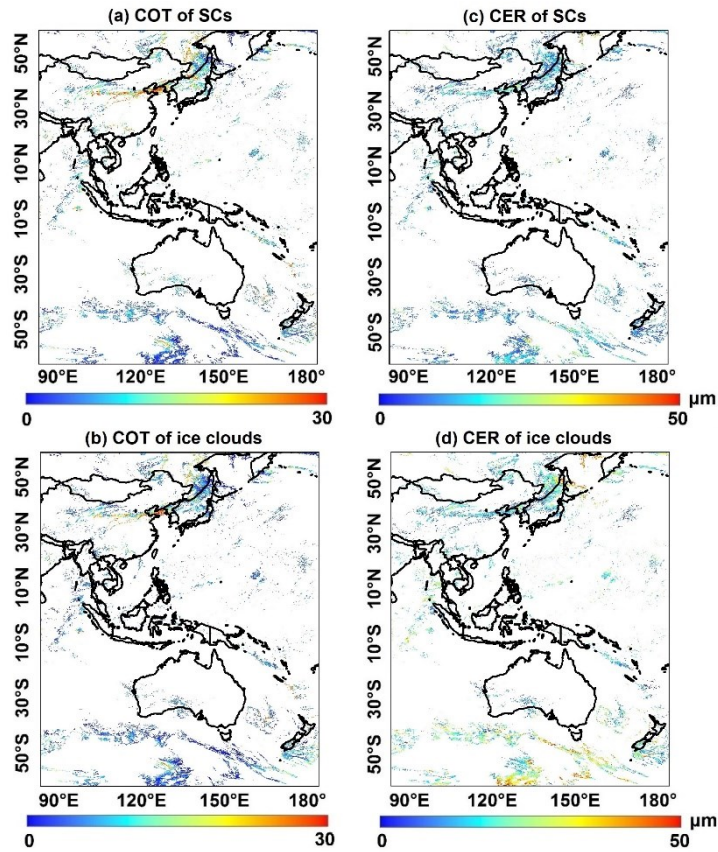 (a) COT of SCs
50°N
30°N
10°N
10°S
30°S
50°S
90°E 120°E 150°E 180°
0 30
(c) CER of SCs
50°N
30°N
10°N
10°S
30°S
50°S
90°E 120°E 150°E 180°
0 50 μm
(b) COT of ice clouds
50°N
30°N
10°N
10°S
30°S
50°S
90°E 120°E 150°E 180°
0 30
(d) CER of ice clouds
50°N
30°N
10°N
10°S
30°S
50°S
90°E 120°E 150°E 180°
0 50 μm